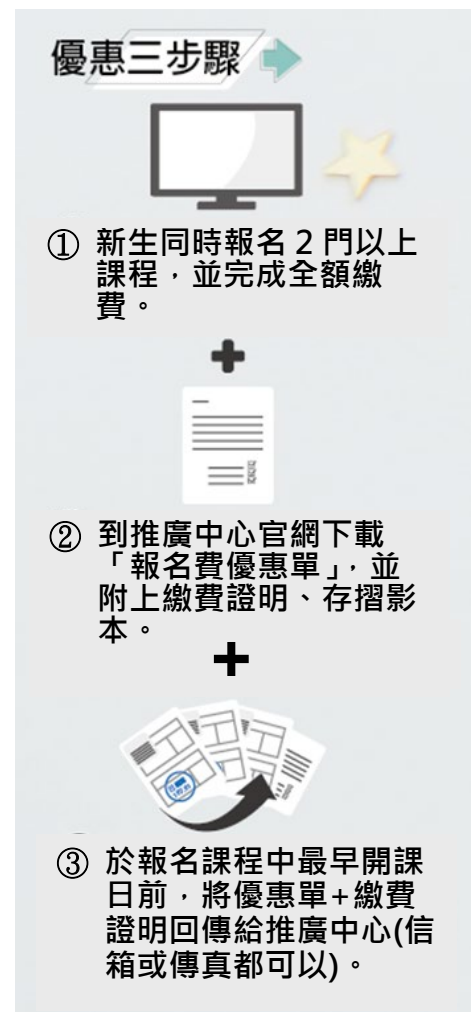 優惠三步驟
① 新生同時報名 2 門以上
課程，並完成全額繳
費。
② 到推廣中心官網下載
「報名費優惠單」，並
附上繳費證明、存摺影
本。
③ 於報名課程中最早開課
日前，將優惠單+繳費
證明回傳給推廣中心(信
箱或傳真都可以)。